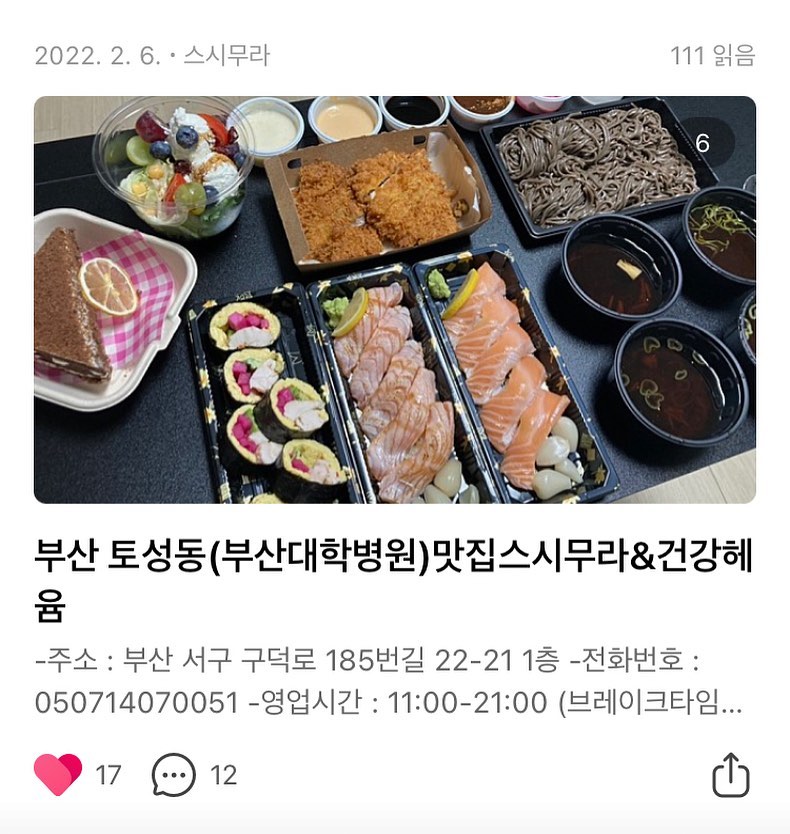 2022. 2. 6. · 스시무라
111 읽음
6
부산 토성동(부산대학병원)맛집스시무라&건강헤
윰
-주소 : 부산 서구 구덕로 185번길 22-21 1층 -전화번호 :
050714070051 -영업시간 : 11:00-21:00 (브레이크타임...
17
12